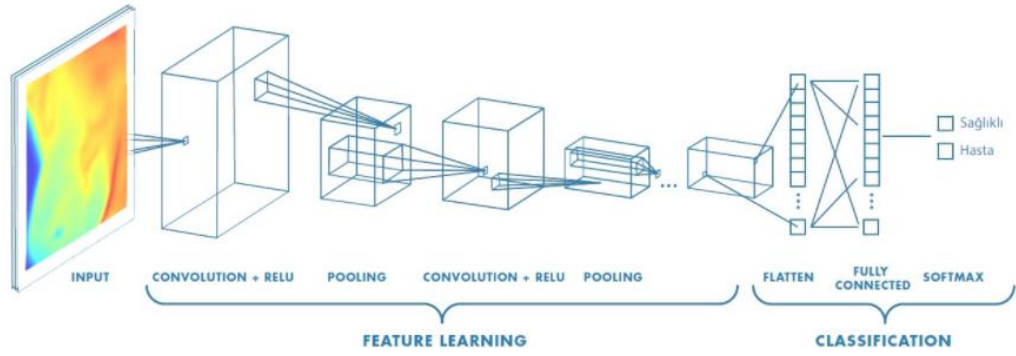 Sağlıklı
Hasta
INPUT
CONVOLUTION + RELU
POOLING
CONVOLUTION + RELU
POOLING
...
FLATTEN
FULLY
CONNECTED
SOFTMAX
FEATURE LEARNING
CLASSIFICATION